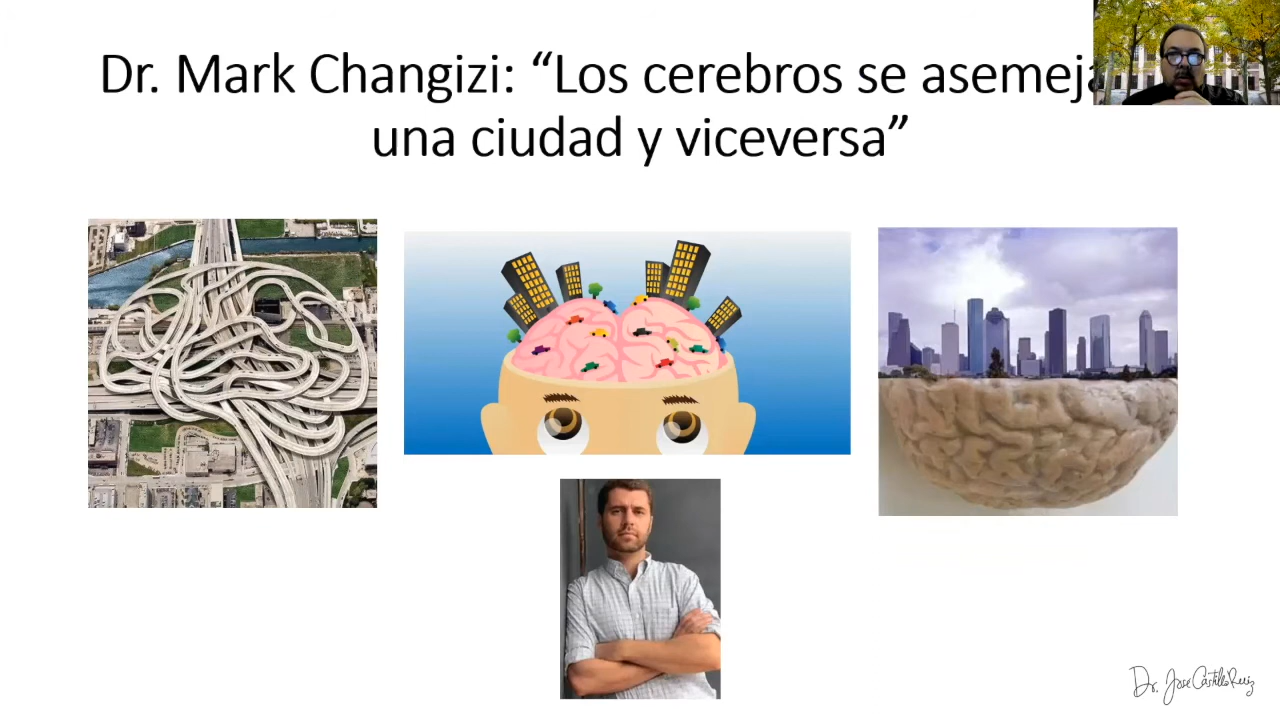 Dr. Mark Changizi: “Los cerebros se asemeja
una ciudad y viceversa”
Dr. Jose Castillo Ruiz